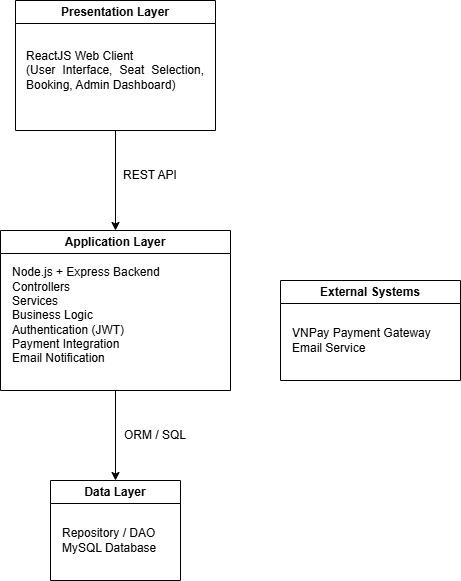 Presentation Layer
ReactJS Web Client
(User Interface, Seat Selection,
Booking, Admin Dashboard)
REST API
Application Layer
Node.js + Express Backend
Controllers
Services
Business Logic
Authentication (JWT)
Payment Integration
Email Notification
External Systems
VNPay Payment Gateway
Email Service
ORM / SQL
Data Layer
Repository / DAO
MySQL Database